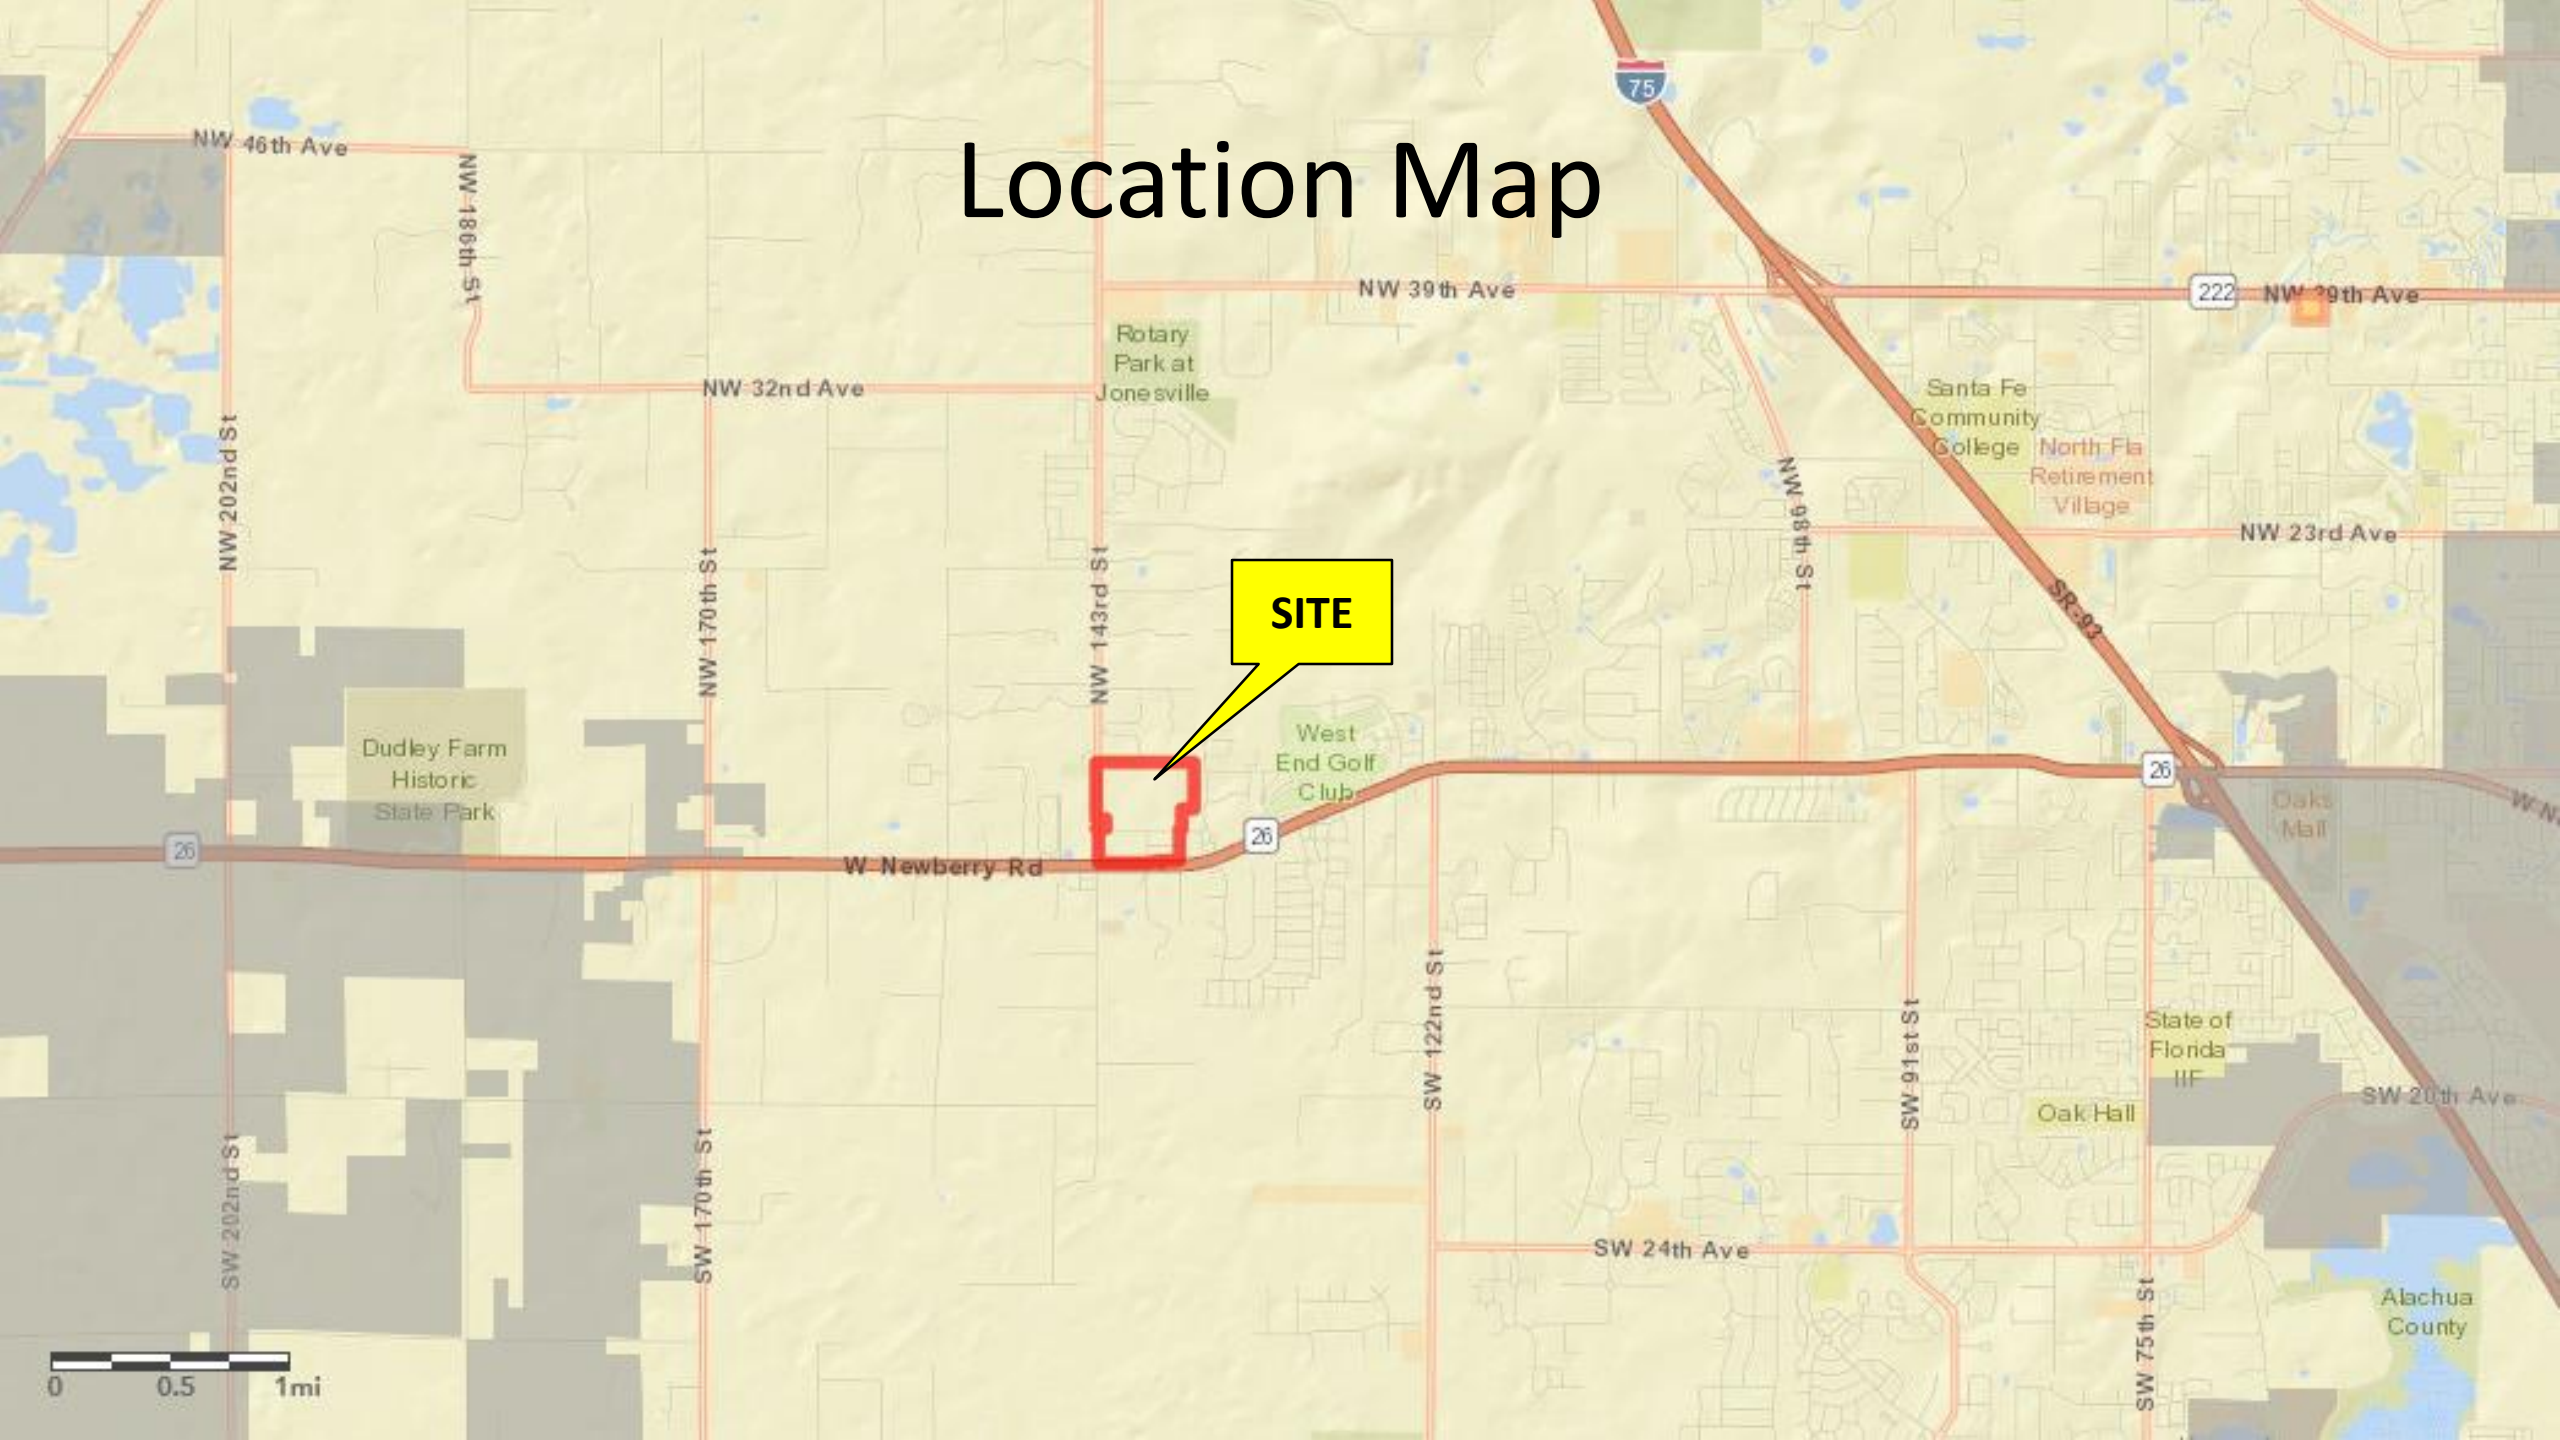 75
NW 46th Ave
Location Map
NW 186th St
NW 39th Ave
222
NW 39th Ave
Rotary
Park at
Jonesville
NW 32nd Ave
Santa Fe
Community
College
North Fla
Retirement
Village
NW 202nd St
NW 98th St
NW 23rd Ave
NW 170th St
NW 143rd St
SITE
SR-93
West
End Golf
Club
Dudley Farm
Historic
State Park
26
26
26
W Newberry Rd
Oaks
Mall
W N
SW 122nd St
SW 91st St
State of
Florida
IIF
SW 20th Ave
Oak Hall
SW 202nd St
SW 170th St
SW 24th Ave
SW 75th St
Alachua
County
0 0.5 1mi